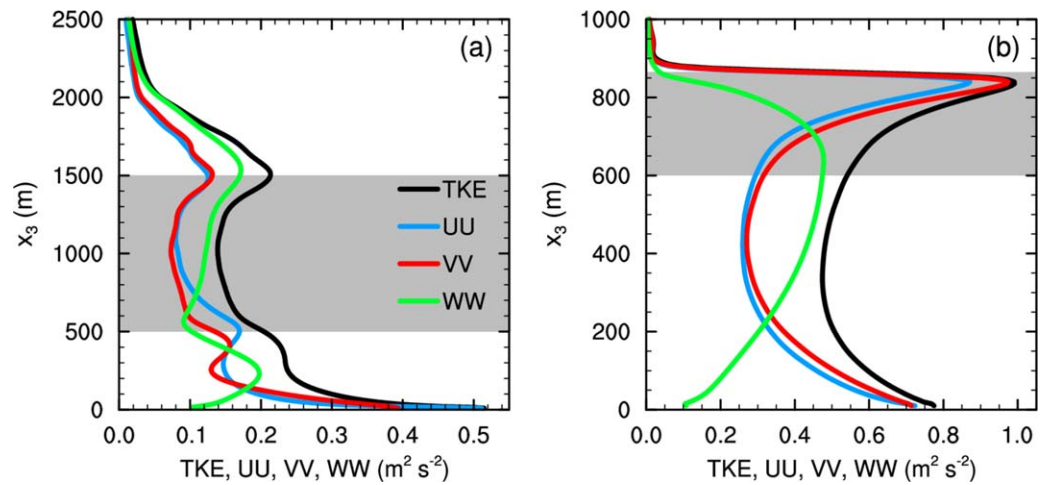 (a)
2500
2000
1500
1000
500
0
x3 (m)
TKE
UU
VV
WW
0.0 0.1 0.2 0.3 0.4 0.5
TKE, UU, VV, WW (m² s⁻²)
(b)
1000
800
600
400
200
0
x3 (m)
0.0 0.2 0.4 0.6 0.8 1.0
TKE, UU, VV, WW (m² s⁻²)